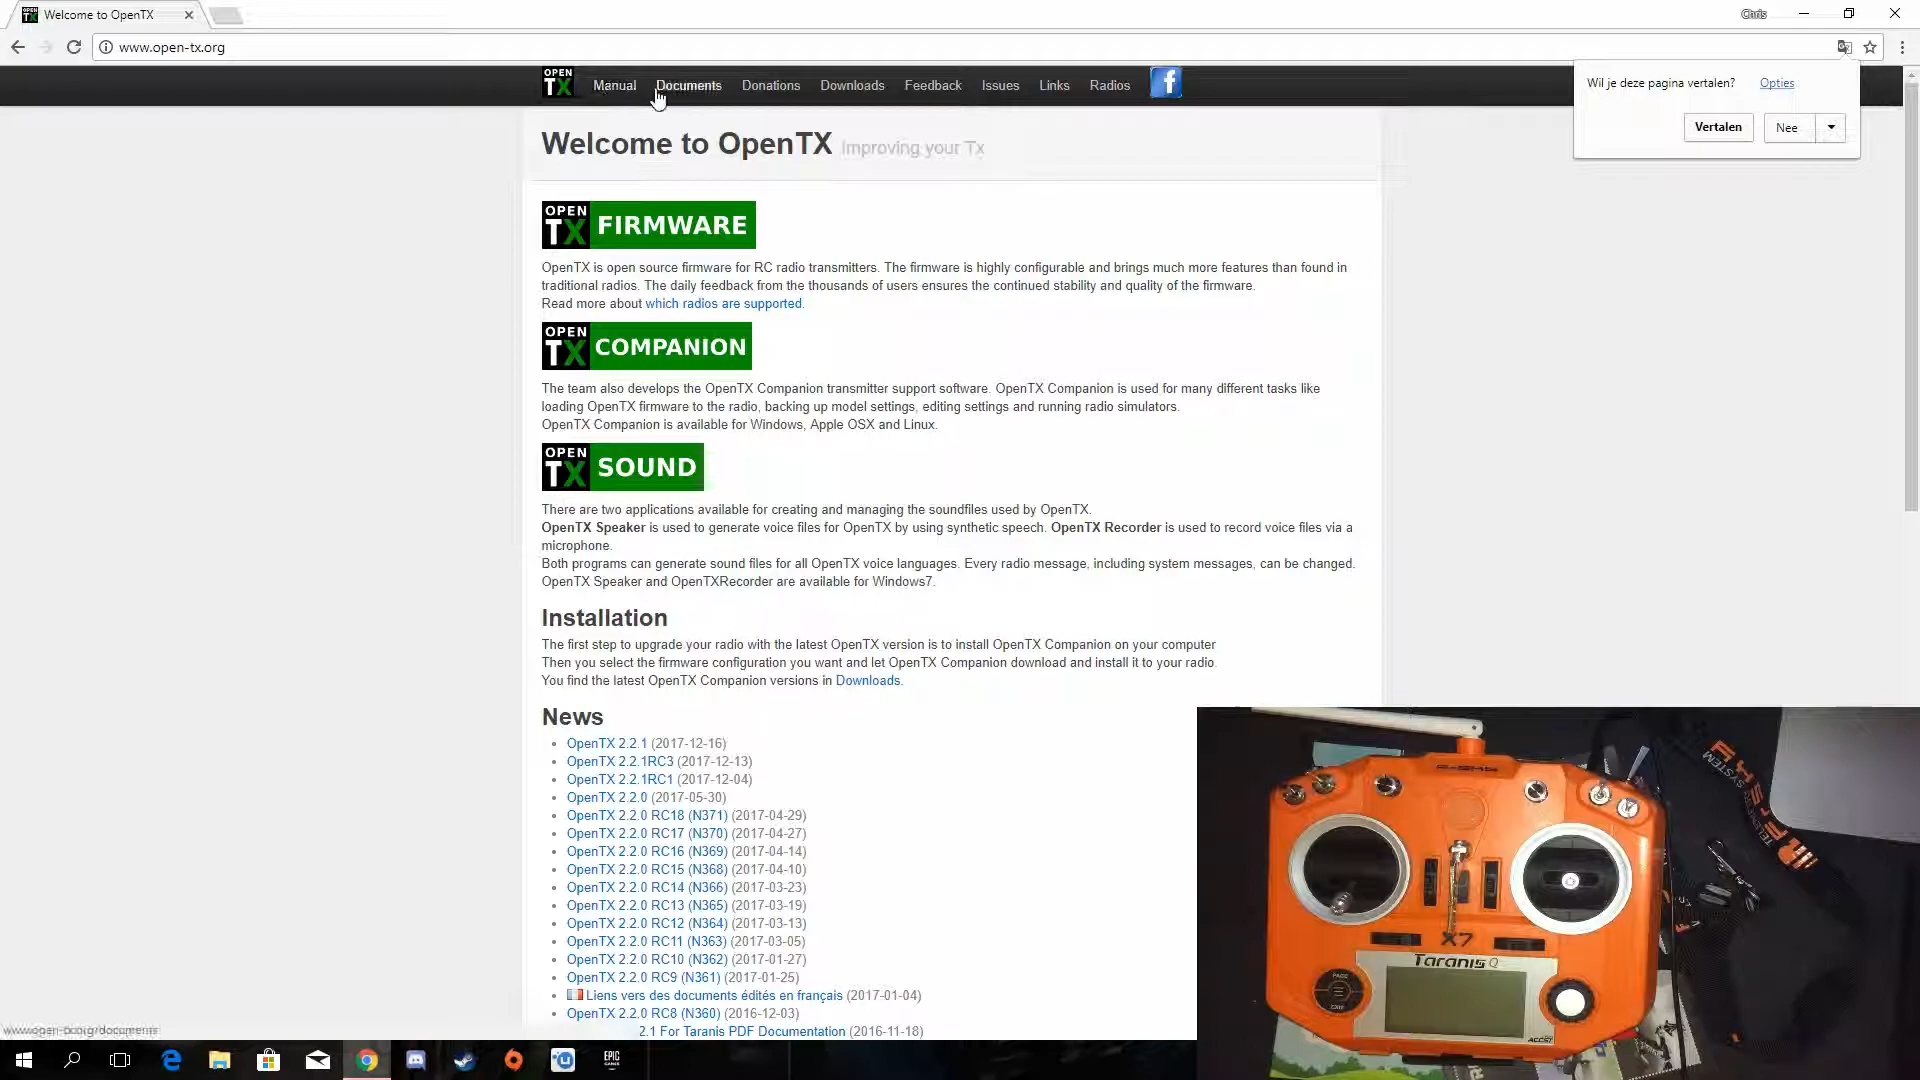 Welcome to OpenTX
Chris
www.open-tx.org
OPEN TX
Manual Documents Donations Downloads Feedback Issues Links Radios
Wil je deze pagina vertalen? Opties
Vertalen Nee
Welcome to OpenTX Improving your Tx
OPEN TX FIRMWARE
OpenTX is open source firmware for RC radio transmitters. The firmware is highly configurable and brings much more features than found in
traditional radios. The daily feedback from the thousands of users ensures the continued stability and quality of the firmware.
Read more about which radios are supported.
OPEN TX COMPANION
The team also develops the OpenTX Companion transmitter support software. OpenTX Companion is used for many different tasks like
loading OpenTX firmware to the radio, backing up model settings, editing settings and running radio simulators.
OpenTX Companion is available for Windows, Apple OSX and Linux.
OPEN TX SOUND
There are two applications available for creating and managing the soundfiles used by OpenTX.
OpenTX Speaker is used to generate voice files for OpenTX by using synthetic speech. OpenTX Recorder is used to record voice files via a
microphone.
Both programs can generate sound files for all OpenTX voice languages. Every radio message, including system messages, can be changed.
OpenTX Speaker and OpenTXRecorder are available for Windows7.
Installation
The first step to upgrade your radio with the latest OpenTX version is to install OpenTX Companion on your computer
Then you select the firmware configuration you want and let OpenTX Companion download and install it to your radio
You find the latest OpenTX Companion versions in Downloads.
News
OpenTX 2.2.1 (2017-12-16)
OpenTX 2.2.1RC3 (2017-12-13)
OpenTX 2.2.1RC1 (2017-12-04)
OpenTX 2.2.0 (2017-05-30)
OpenTX 2.2.0 RC18 (N371) (2017-04-29)
OpenTX 2.2.0 RC17 (N370) (2017-04-27)
OpenTX 2.2.0 RC16 (N369) (2017-04-14)
OpenTX 2.2.0 RC15 (N368) (2017-04-10)
OpenTX 2.2.0 RC14 (N366) (2017-03-23)
OpenTX 2.2.0 RC13 (N365) (2017-03-19)
OpenTX 2.2.0 RC12 (N364) (2017-03-13)
OpenTX 2.2.0 RC11 (N363) (2017-03-05)
OpenTX 2.2.0 RC10 (N362) (2017-01-27)
OpenTX 2.2.0 RC9 (N361) (2017-01-25)
Liens vers des documents édités en français (2017-01-04)
OpenTX 2.2.0 RC8 (N360) (2016-12-03)
2.1 For Taranis PDF Documentation (2016-11-18)
www.open-tx.org/documents
EPIC GAMES
SYSTEM
X7
Taranis Q
PAGE
EXIT
ACCST